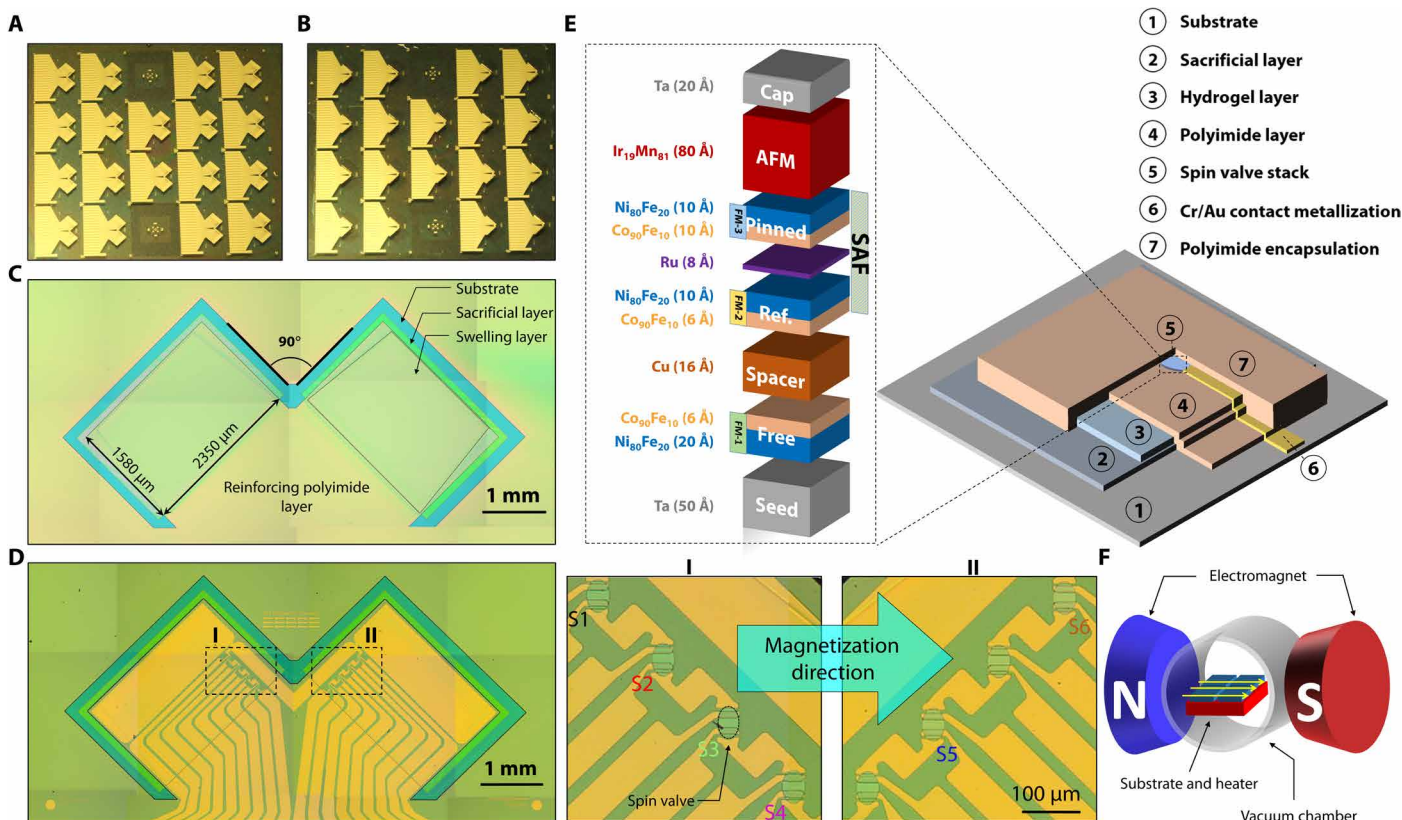 A
B
C
Substrate
Sacrificial layer
Swelling layer
90°
1580 µm
2350 µm
Reinforcing polyimide
layer
1 mm
D
I
II
1 mm
E
Ta (20 Å)
Cap
Ir₁₉Mn₈₁ (80 Å)
AFM
Ni₈₀Fe₂₀ (10 Å)
Co₉₀Fe₁₀ (10 Å)
FM-3
Pinned
SAF
Ru (8 Å)
Ni₈₀Fe₂₀ (10 Å)
Co₉₀Fe₁₀ (6 Å)
FM-2
Ref.
Cu (16 Å)
Spacer
Co₉₀Fe₁₀ (6 Å)
Ni₈₀Fe₂₀ (20 Å)
FM-1
Free
Ta (50 Å)
Seed
1 Substrate
2 Sacrificial layer
3 Hydrogel layer
4 Polyimide layer
5 Spin valve stack
6 Cr/Au contact metallization
7 Polyimide encapsulation
5
7
4
3
2
6
1
I
II
S1
S2
S3
S4
Spin valve
Magnetization
direction
S5
S6
100 µm
F
Electromagnet
N
S
Substrate and heater
Vacuum chamber